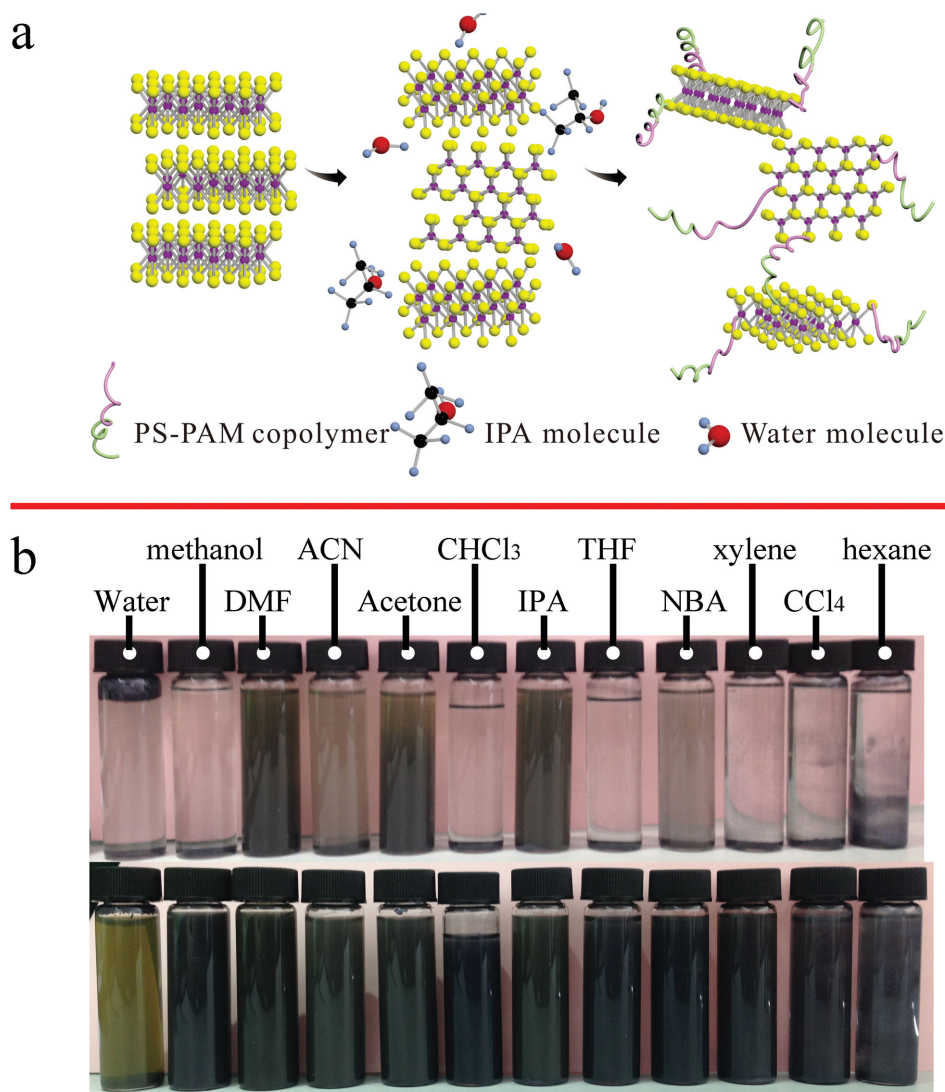 a
PS-PAM copolymer
IPA molecule
Water molecule
b
methanol ACN CHCl3 THF xylene hexane
Water DMF Acetone IPA NBA CCl4